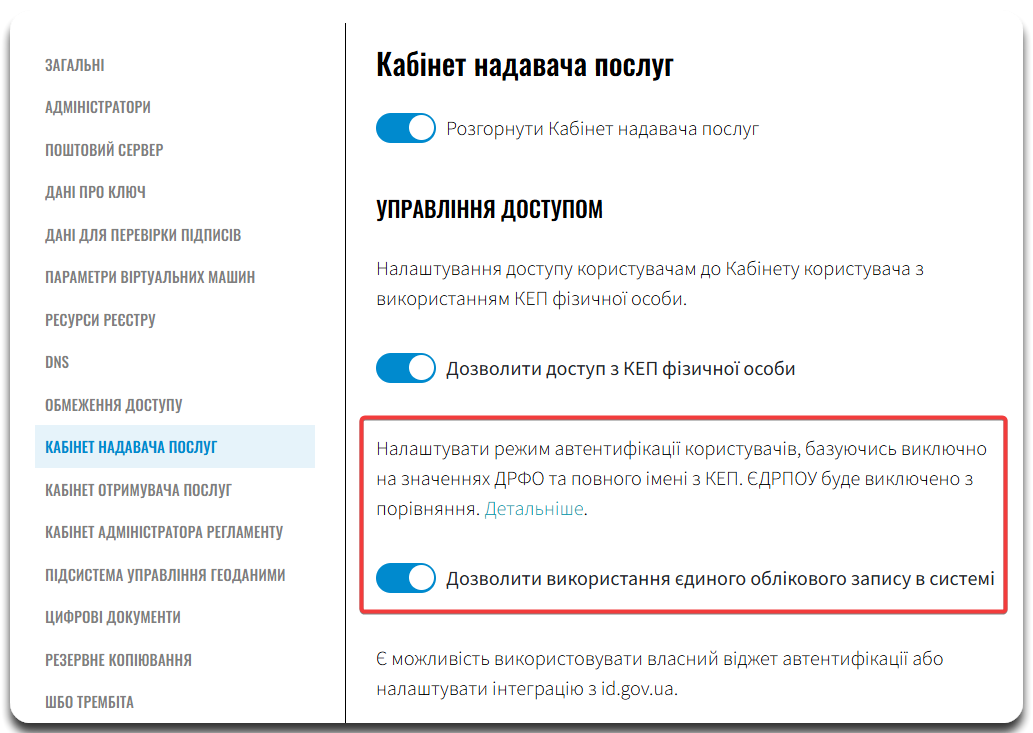 ЗАГАЛЬНІ
АДМІНІСТРАТОРИ
ПОШТОВИЙ СЕРВЕР
ДАНІ ПРО КЛЮЧ
ДАНІ ДЛЯ ПЕРЕВІРКИ ПІДПИСІВ
ПАРАМЕТРИ ВІРТУАЛЬНИХ МАШИН
РЕСУРСИ РЕЄСТРУ
DNS
ОБМЕЖЕННЯ ДОСТУПУ
КАБІНЕТ НАДАВАЧА ПОСЛУГ
КАБІНЕТ ОТРИМУВАЧА ПОСЛУГ
КАБІНЕТ АДМІНІСТРАТОРА РЕГЛАМЕНТУ
ПІДСИСТЕМА УПРАВЛІННЯ ГЕОДАНИМИ
ЦИФРОВІ ДОКУМЕНТИ
РЕЗЕРВНЕ КОПІЮВАННЯ
ШБО ТРЕМБІТА
Кабінет надавача послуг
Розгорнути Кабінет надавача послуг
УПРАВЛІННЯ ДОСТУПОМ
Налаштування доступу користувачам до Кабінету користувача з
використанням КЕП фізичної особи.
Дозволити доступ з КЕП фізичної особи
Налаштувати режим автентифікації користувачів, базуючись виключно
на значеннях ДРФО та повного імені з КЕП. ЄДРПОУ буде виключено з
порівняння. Детальніше.
Дозволити використання єдиного облікового запису в системі
Є можливість використовувати власний віджет автентифікації або
налаштувати інтеграцію з id.gov.ua.